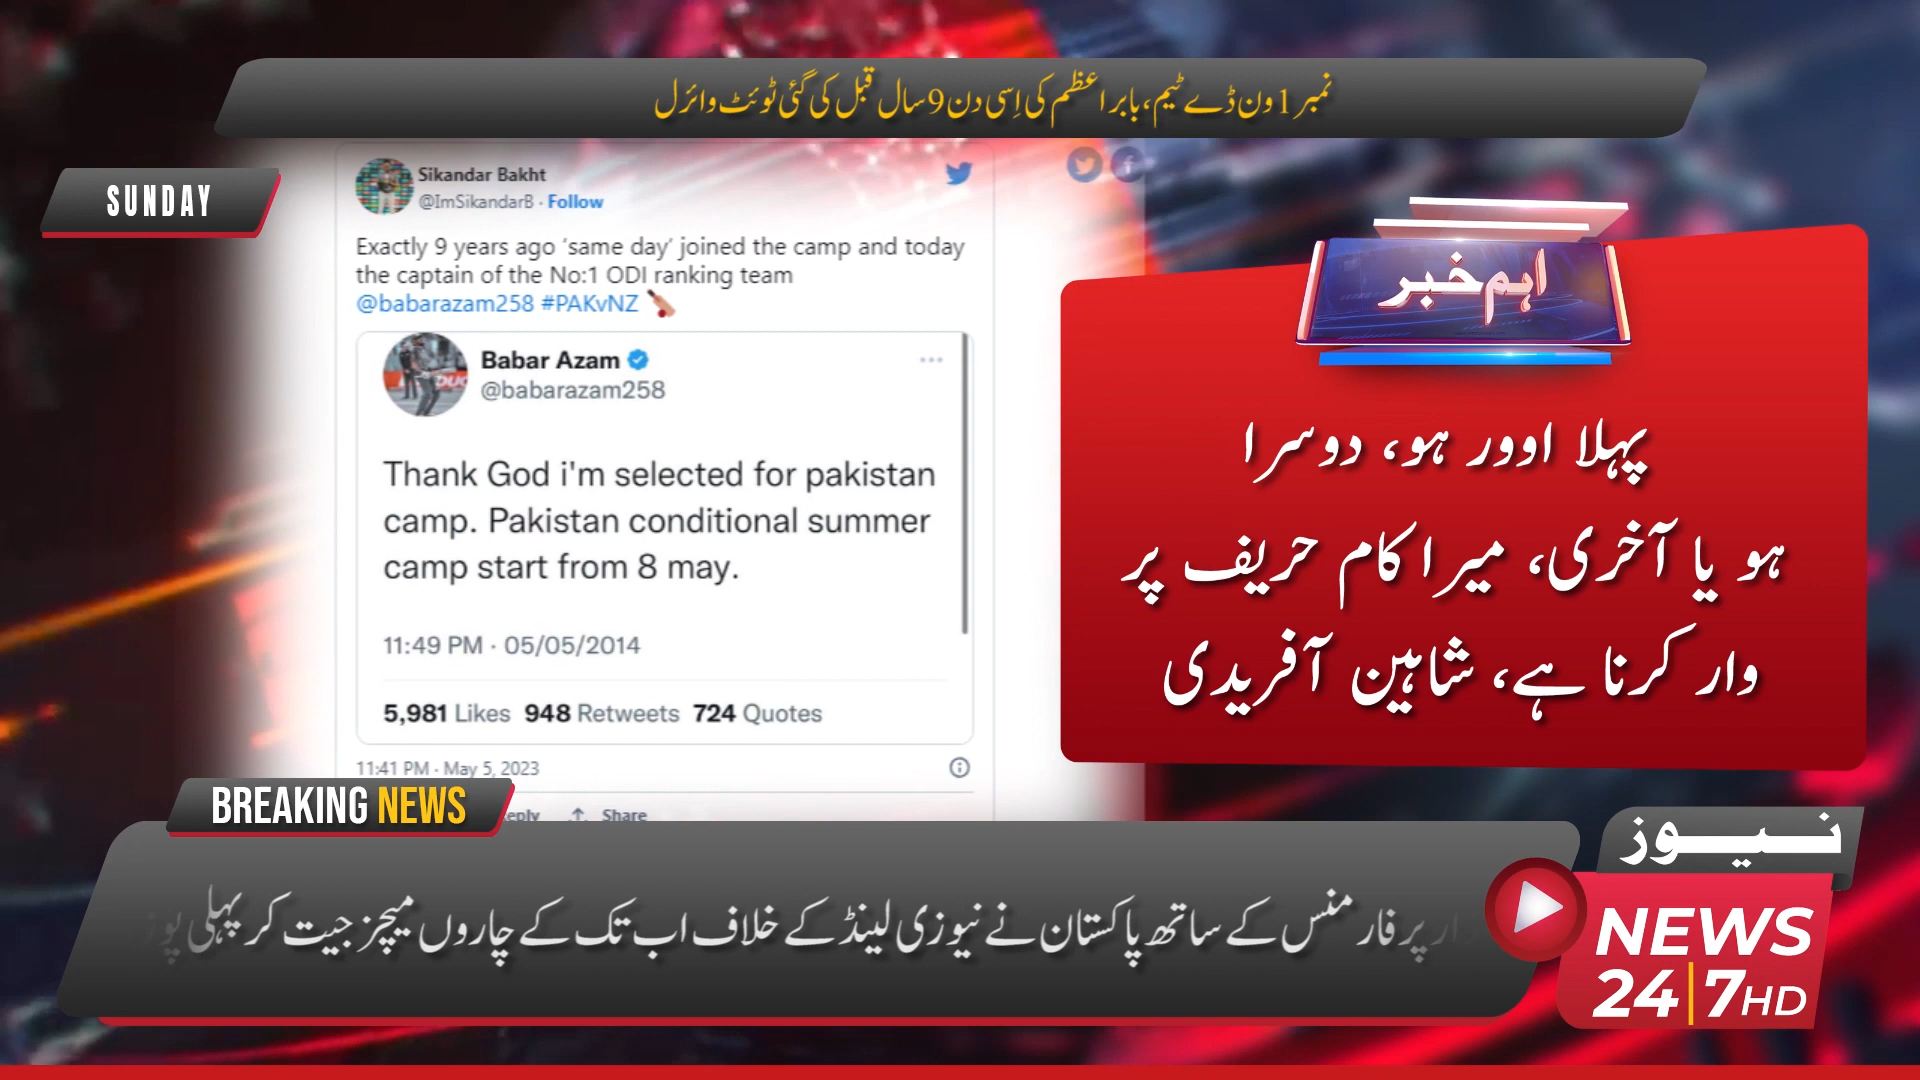 نمبر 1 ون ڈے ٹیم، بابر اعظم کی اِسی دن 9 سال قبل کی گئی ٹوئٹ وائرل
SUNDAY
Sikandar Bakht
@ImSikandarB · Follow
Exactly 9 years ago ‘same day’ joined the camp and today
the captain of the No:1 ODI ranking team
@babarazam258 #PAKvNZ
Babar Azam
@babarazam258
Thank God i'm selected for pakistan
camp. Pakistan conditional summer
camp start from 8 may.
11:49 PM · 05/05/2014
5,981 Likes 948 Retweets 724 Quotes
11:41 PM · May 5, 2023
Share
اہم خبر
پہلا اوور ہو، دوسرا
ہو یا آخری، میرا کام حریف پر
وار کرنا ہے، شاہین آفریدی
BREAKING NEWS
پرفارمنس کے ساتھ پاکستان نے نیوزی لینڈ کے خلاف اب تک کے چاروں میچز جیت کر پہلی
نیوز
NEWS
24|7 HD